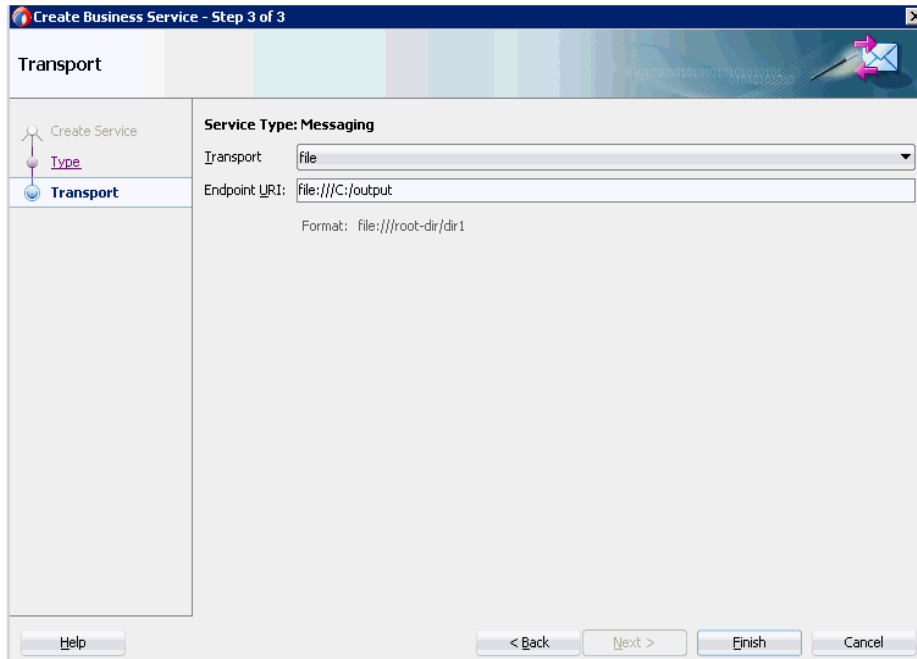 Create Business Service - Step 3 of 3
Transport
Create Service
Type
Transport
Service Type: Messaging
Transport file
Endpoint URI: file:///C:/output
Format: file:///root-dir/dir1
Help < Back Next > Finish Cancel